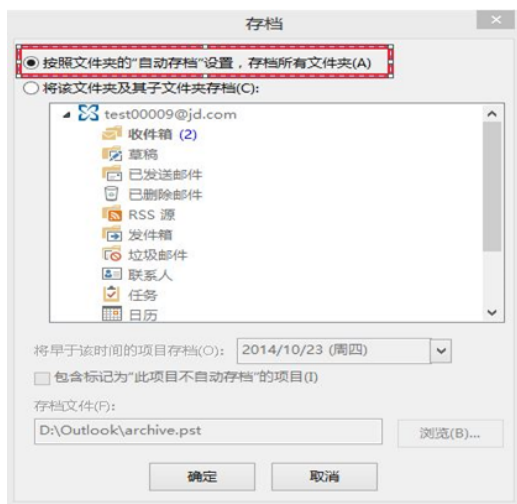 存档
按照文件夹的"自动存档"设置，存档所有文件夹(A)
将该文件夹及其子文件夹存档(C):
test00009@jd.com
收件箱 (2)
草稿
已发送邮件
已删除邮件
RSS 源
发件箱
垃圾邮件
联系人
任务
日历
将早于该时间的项目存档(O): 2014/10/23 (周四)
包含标记为"此项目不自动存档"的项目(I)
存档文件(F):
D:\Outlook\archive.pst 浏览(B)...
确定 取消